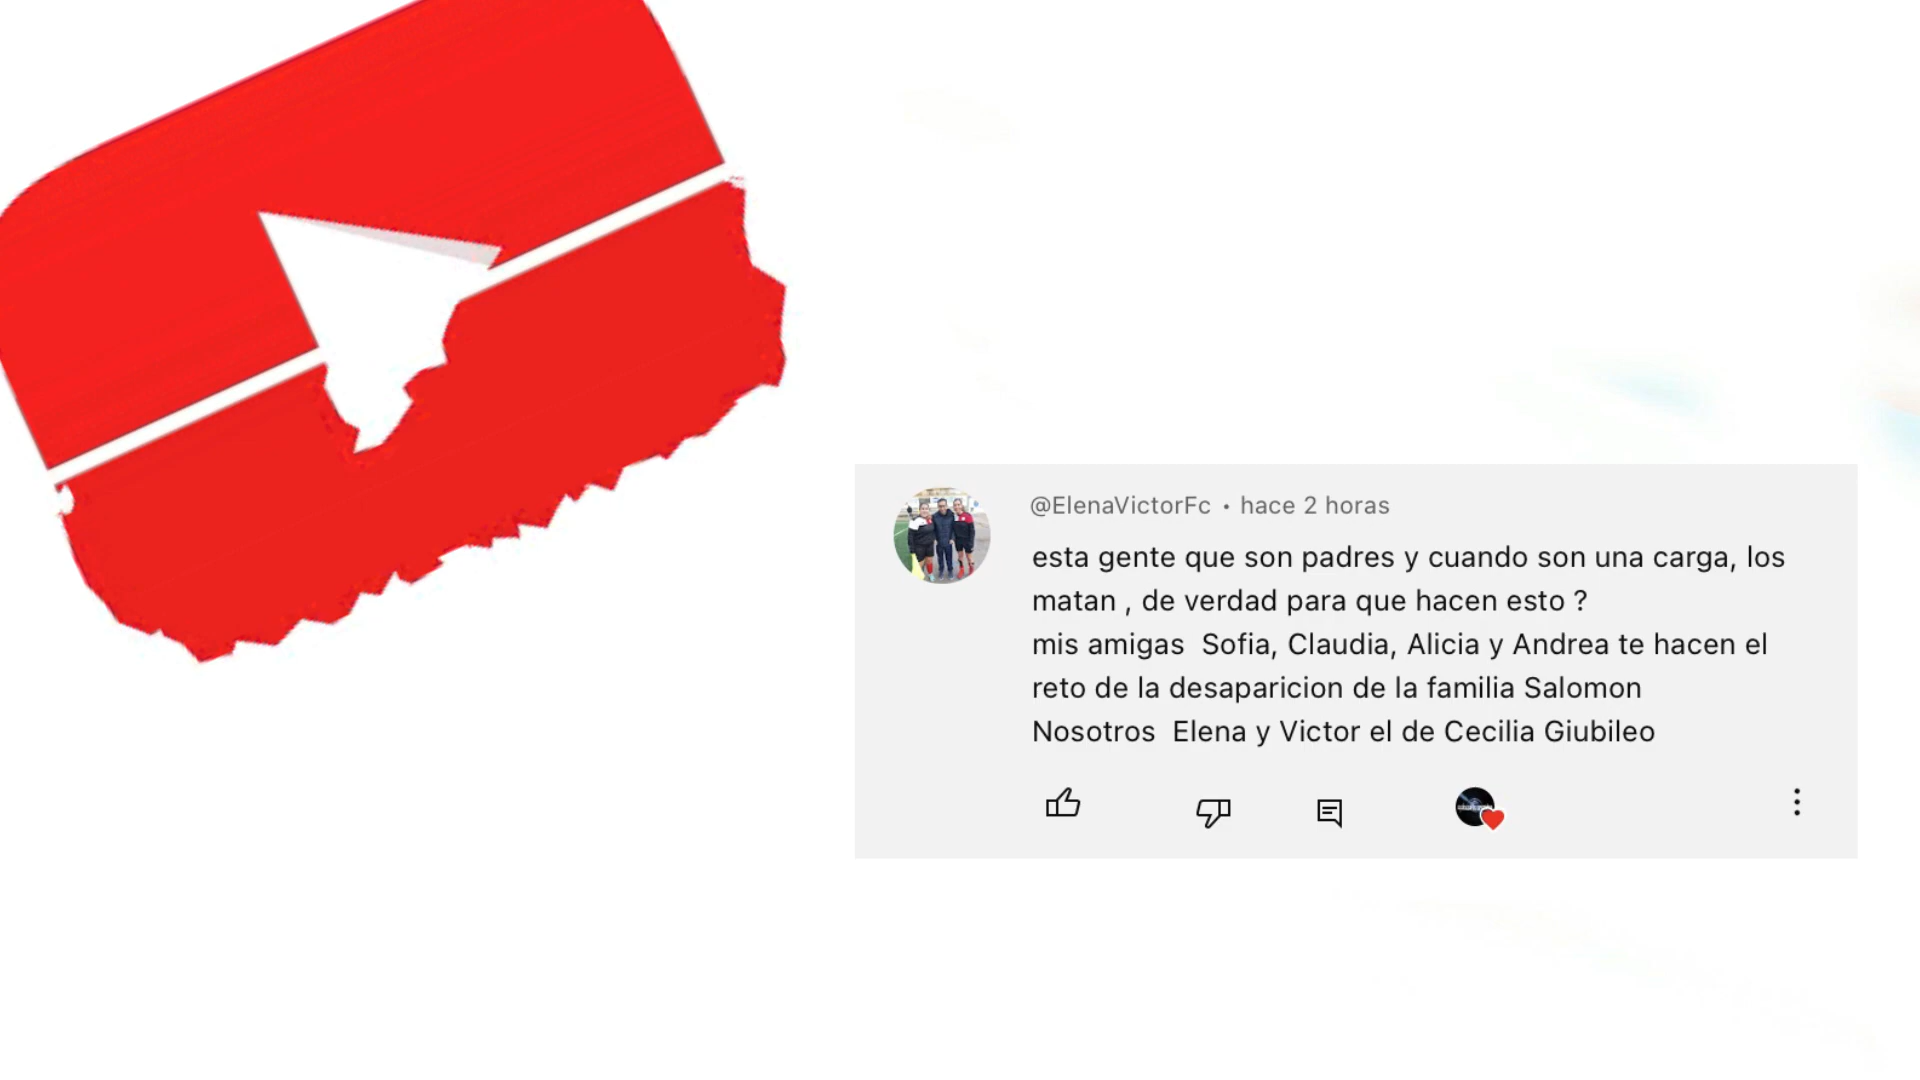 @ElenaVictorFc • hace 2 horas
esta gente que son padres y cuando son una carga, los
matan , de verdad para que hacen esto ?
mis amigas  Sofia, Claudia, Alicia y Andrea te hacen el
reto de la desaparicion de la familia Salomon
Nosotros  Elena y Victor el de Cecilia Giubileo